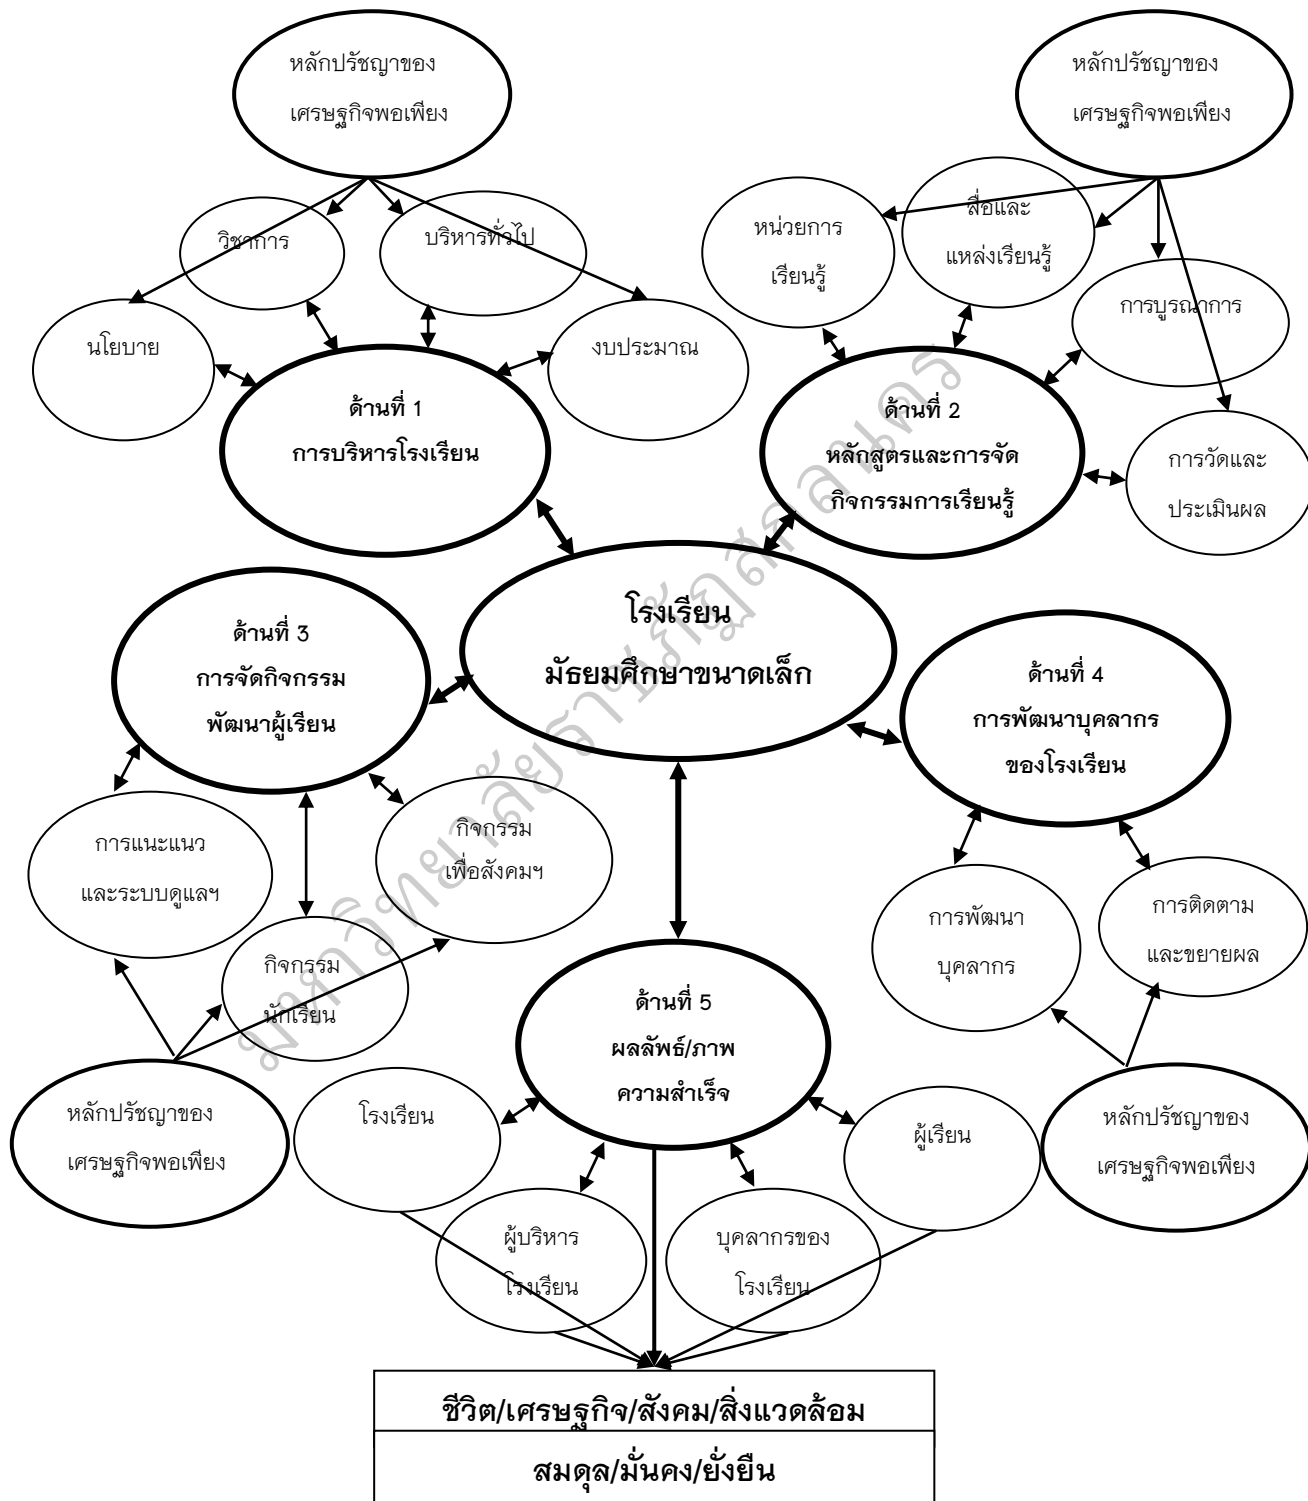 หลักปรัชญาของ
เศรษฐกิจพอเพียง
หลักปรัชญาของ
เศรษฐกิจพอเพียง
วิชาการ
บริหารทั่วไป
นโยบาย
งบประมาณ
หน่วยการ
เรียนรู้
สื่อและ
แหล่งเรียนรู้
การบูรณาการ
การวัดและ
ประเมินผล
ด้านที่ 1
การบริหารโรงเรียน
ด้านที่ 2
หลักสูตรและการจัด
กิจกรรมการเรียนรู้
โรงเรียน
มัธยมศึกษาขนาดเล็ก
ด้านที่ 3
การจัดกิจกรรม
พัฒนาผู้เรียน
ด้านที่ 4
การพัฒนาบุคลากร
ของโรงเรียน
การแนะแนว
และระบบดูแลฯ
กิจกรรม
เพื่อสังคมฯ
กิจกรรม
นักเรียน
การพัฒนา
บุคลากร
การติดตาม
และขยายผล
ด้านที่ 5
ผลลัพธ์/ภาพ
ความสำเร็จ
หลักปรัชญาของ
เศรษฐกิจพอเพียง
หลักปรัชญาของ
เศรษฐกิจพอเพียง
โรงเรียน
ผู้เรียน
ผู้บริหาร
โรงเรียน
บุคลากรของ
โรงเรียน
ชีวิต/เศรษฐกิจ/สังคม/สิ่งแวดล้อม
สมดุล/มั่นคง/ยั่งยืน
มหาวิทยาลัยราชภัฏสกลนคร